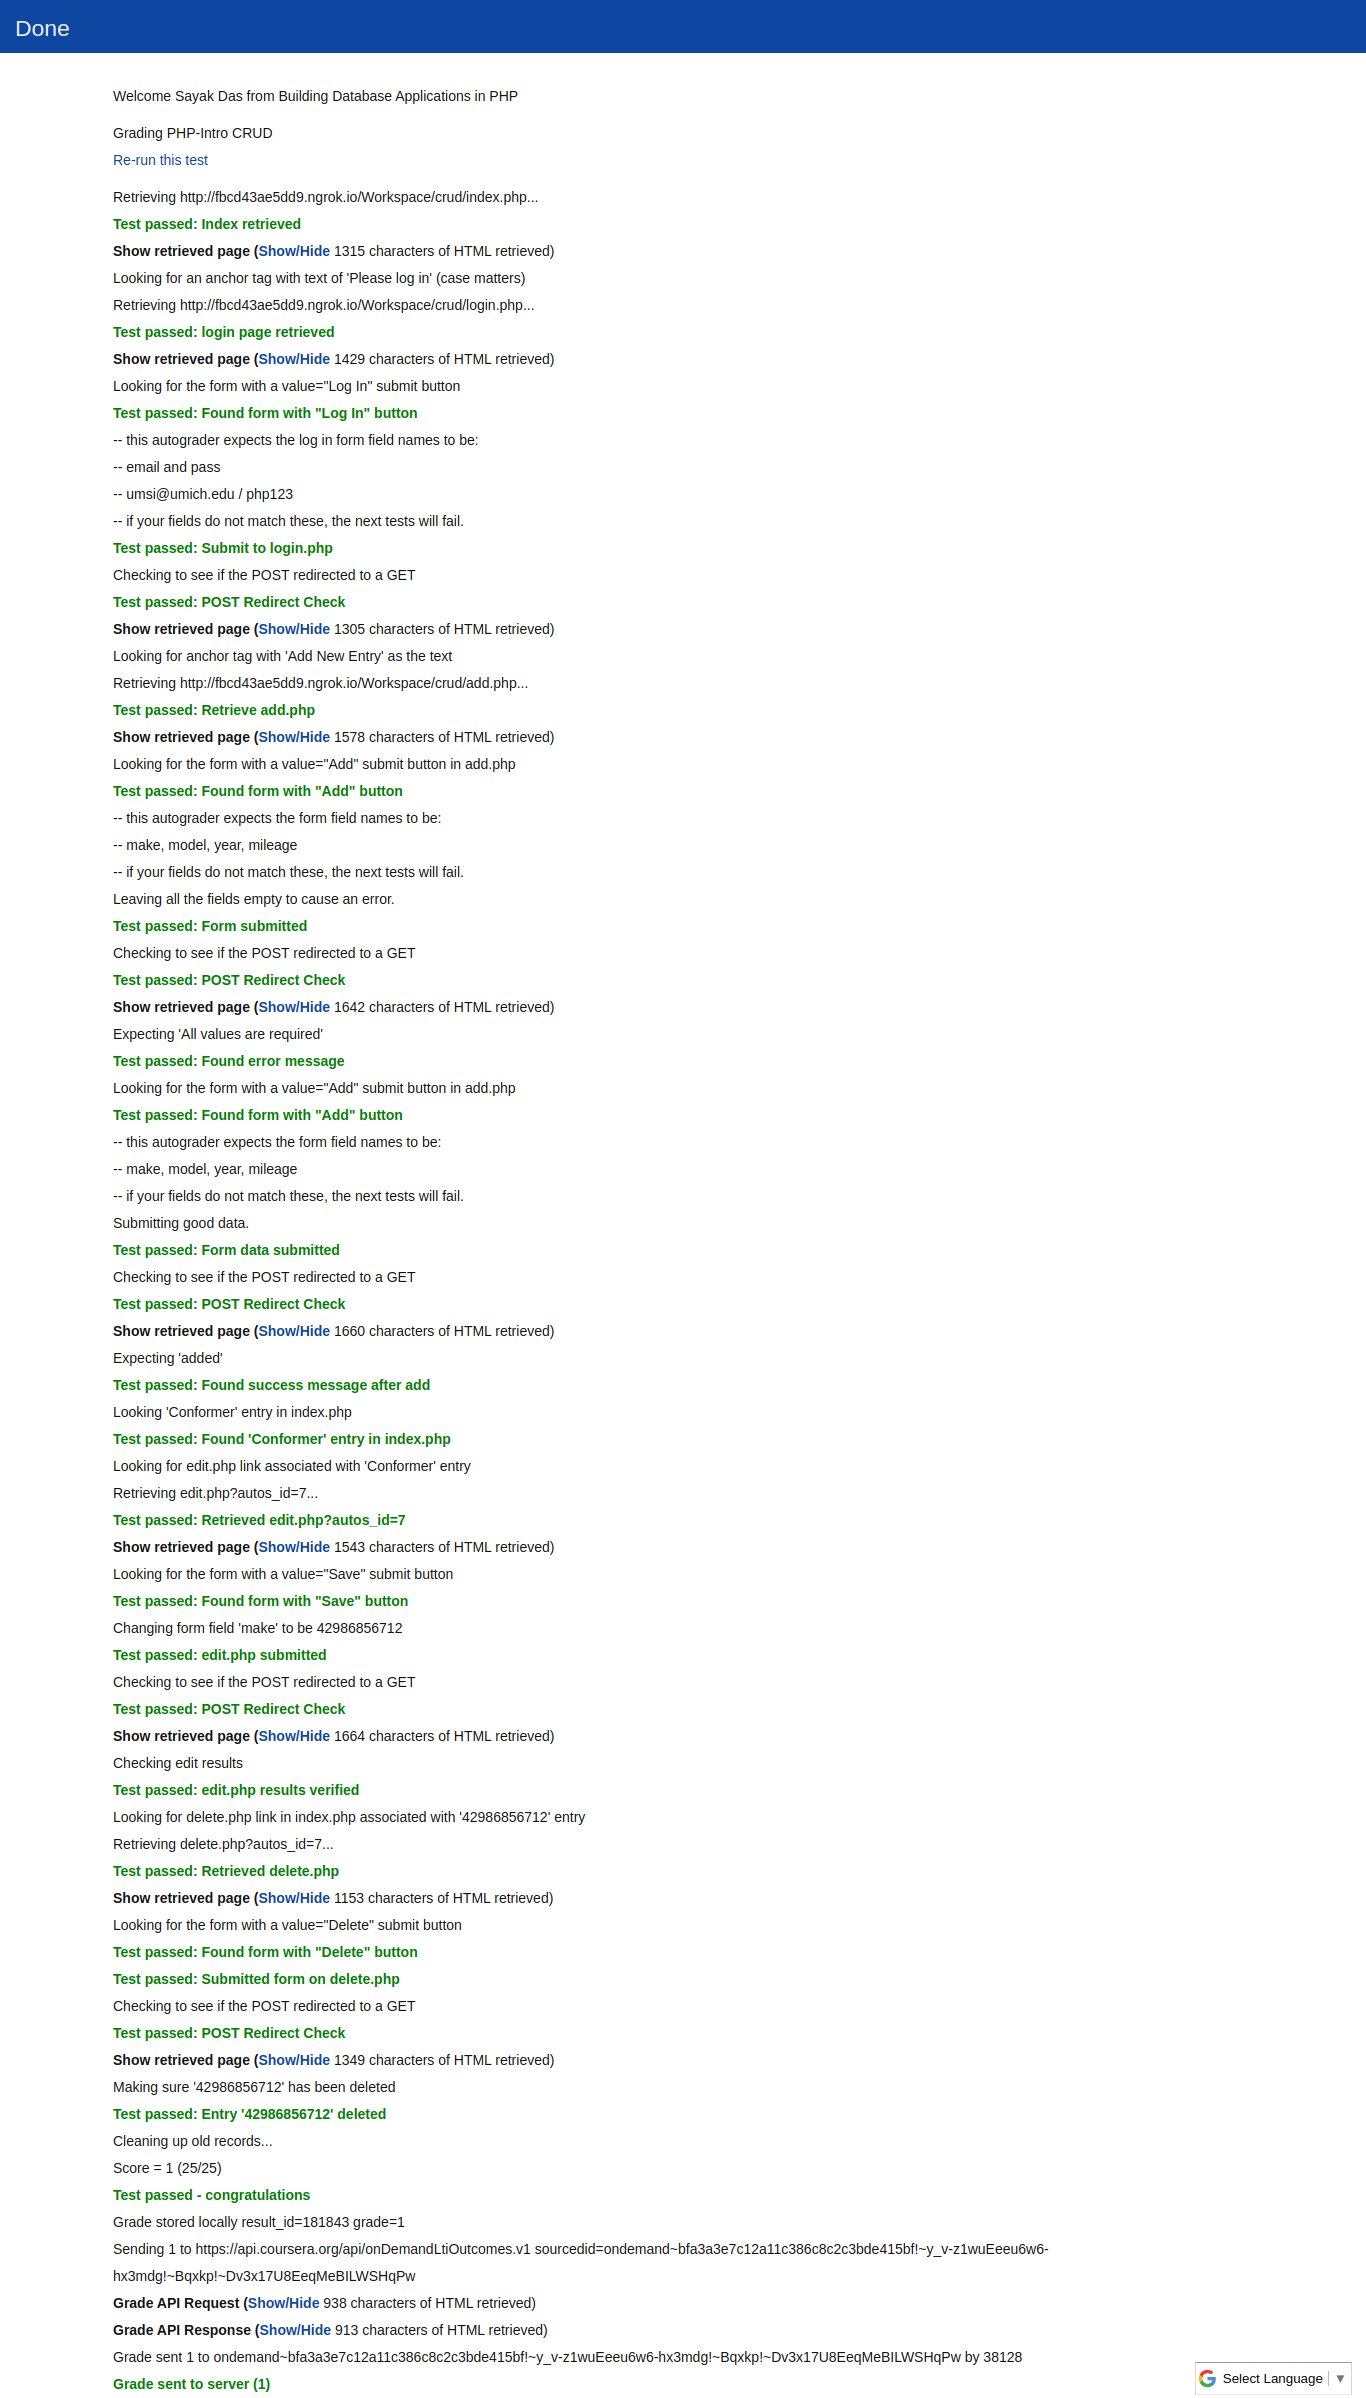 Done
Welcome Sayak Das from Building Database Applications in PHP
Grading PHP-Intro CRUD
Re-run this test
Retrieving http://fbcd43ae5dd9.ngrok.io/Workspace/crud/index.php...
Test passed: Index retrieved
Show retrieved page (Show/Hide 1315 characters of HTML retrieved)
Looking for an anchor tag with text of 'Please log in' (case matters)
Retrieving http://fbcd43ae5dd9.ngrok.io/Workspace/crud/login.php...
Test passed: login page retrieved
Show retrieved page (Show/Hide 1429 characters of HTML retrieved)
Looking for the form with a value="Log In" submit button
Test passed: Found form with "Log In" button
-- this autograder expects the log in form field names to be:
-- email and pass
-- umsi@umich.edu / php123
-- if your fields do not match these, the next tests will fail.
Test passed: Submit to login.php
Checking to see if the POST redirected to a GET
Test passed: POST Redirect Check
Show retrieved page (Show/Hide 1305 characters of HTML retrieved)
Looking for anchor tag with 'Add New Entry' as the text
Retrieving http://fbcd43ae5dd9.ngrok.io/Workspace/crud/add.php...
Test passed: Retrieve add.php
Show retrieved page (Show/Hide 1578 characters of HTML retrieved)
Looking for the form with a value="Add" submit button in add.php
Test passed: Found form with "Add" button
-- this autograder expects the form field names to be:
-- make, model, year, mileage
-- if your fields do not match these, the next tests will fail.
Leaving all the fields empty to cause an error.
Test passed: Form submitted
Checking to see if the POST redirected to a GET
Test passed: POST Redirect Check
Show retrieved page (Show/Hide 1642 characters of HTML retrieved)
Expecting 'All values are required'
Test passed: Found error message
Looking for the form with a value="Add" submit button in add.php
Test passed: Found form with "Add" button
-- this autograder expects the form field names to be:
-- make, model, year, mileage
-- if your fields do not match these, the next tests will fail.
Submitting good data.
Test passed: Form data submitted
Checking to see if the POST redirected to a GET
Test passed: POST Redirect Check
Show retrieved page (Show/Hide 1660 characters of HTML retrieved)
Expecting 'added'
Test passed: Found success message after add
Looking 'Conformer' entry in index.php
Test passed: Found 'Conformer' entry in index.php
Looking for edit.php link associated with 'Conformer' entry
Retrieving edit.php?autos_id=7...
Test passed: Retrieved edit.php?autos_id=7
Show retrieved page (Show/Hide 1543 characters of HTML retrieved)
Looking for the form with a value="Save" submit button
Test passed: Found form with "Save" button
Changing form field 'make' to be 42986856712
Test passed: edit.php submitted
Checking to see if the POST redirected to a GET
Test passed: POST Redirect Check
Show retrieved page (Show/Hide 1664 characters of HTML retrieved)
Checking edit results
Test passed: edit.php results verified
Looking for delete.php link in index.php associated with '42986856712' entry
Retrieving delete.php?autos_id=7...
Test passed: Retrieved delete.php
Show retrieved page (Show/Hide 1153 characters of HTML retrieved)
Looking for the form with a value="Delete" submit button
Test passed: Found form with "Delete" button
Test passed: Submitted form on delete.php
Checking to see if the POST redirected to a GET
Test passed: POST Redirect Check
Show retrieved page (Show/Hide 1349 characters of HTML retrieved)
Making sure '42986856712' has been deleted
Test passed: Entry '42986856712' deleted
Cleaning up old records...
Score = 1 (25/25)
Test passed - congratulations
Grade stored locally result_id=181843 grade=1
Sending 1 to https://api.coursera.org/api/onDemandLtiOutcomes.v1 sourcedid=ondemand~bfa3a3e7c12a11c386c8c2c3bde415bf!~y_v-z1wuEeeu6w6-
hx3mdg!~Bqxkp!~Dv3x17U8EeqMeBILWSHqPw
Grade API Request (Show/Hide 938 characters of HTML retrieved)
Grade API Response (Show/Hide 913 characters of HTML retrieved)
Grade sent 1 to ondemand~bfa3a3e7c12a11c386c8c2c3bde415bf!~y_v-z1wuEeeu6w6-hx3mdg!~Bqxkp!~Dv3x17U8EeqMeBILWSHqPw by 38128
Grade sent to server (1)
Select Language ▼